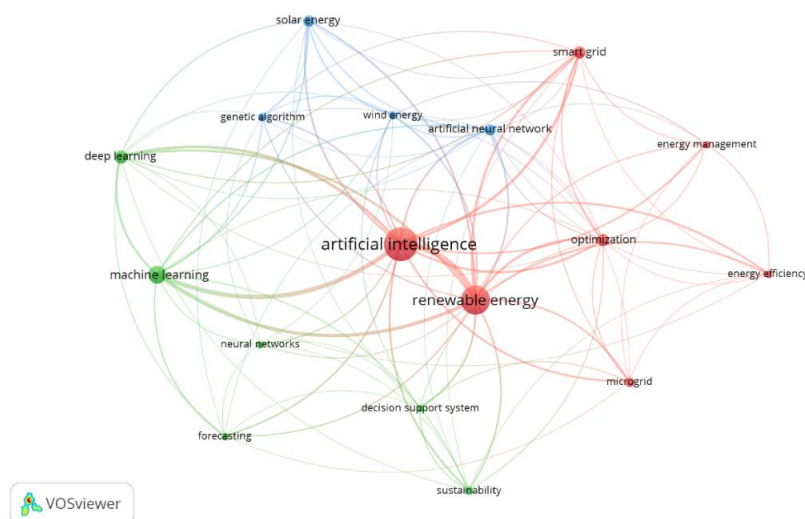 solar energy
smart grid
genetic algorithm
wind energy
artificial neural network
energy management
deep learning
artificial intelligence
optimization
machine learning
energy efficiency
renewable energy
neural networks
microgrid
decision support system
forecasting
sustainability
VOSviewer